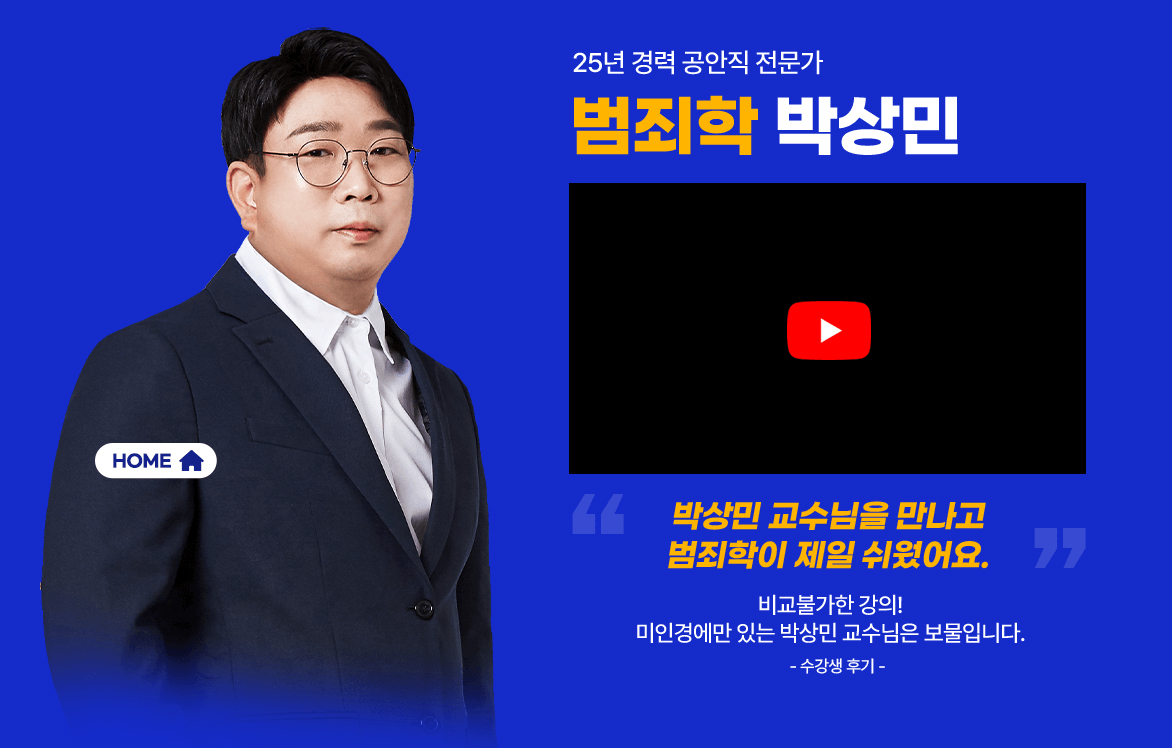 25년 경력 공안직 전문가
범죄학 박상민
HOME
“
박상민 교수님을 만나고
범죄학이 제일 쉬웠어요.
”
비교불가한 강의!
미인경에만 있는 박상민 교수님은 보물입니다.
- 수강생 후기 -